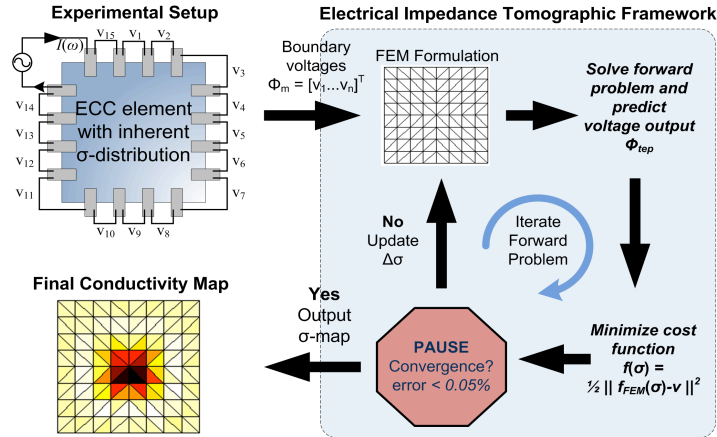 Experimental Setup
I(ω)
v15
v1
v2
v3
v14
v4
v13
v5
v12
v6
v11
v7
v10
v9
v8
ECC element
with inherent
σ-distribution
Electrical Impedance Tomographic Framework
Boundary
voltages
Φm = [v1...vn]T
FEM Formulation
Solve forward
problem and
predict
voltage output
Φtep
No
Update
Δσ
Iterate
Forward
Problem
Final Conductivity Map
Yes
Output
σ-map
PAUSE
Convergence?
error < 0.05%
Minimize cost
function
f(σ) =
½ || fFEM(σ)-v ||²